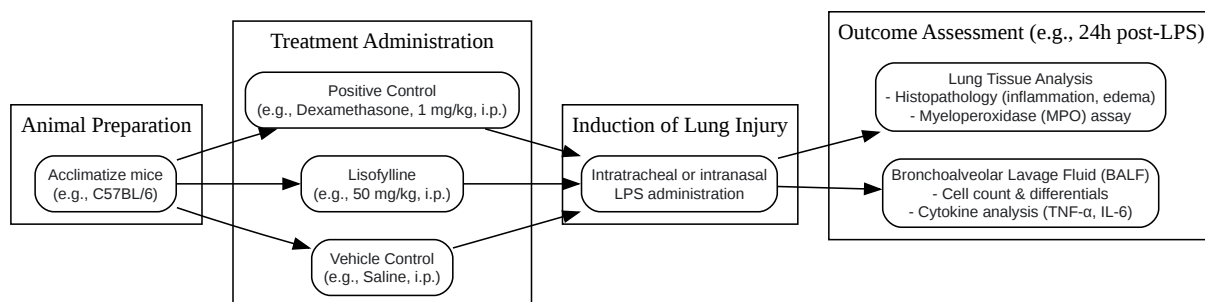 Animal Preparation
Acclimatize mice
(e.g., C57BL/6)
Treatment Administration
Positive Control
(e.g., Dexamethasone, 1 mg/kg, i.p.)
Lisofylline
(e.g., 50 mg/kg, i.p.)
Vehicle Control
(e.g., Saline, i.p.)
Induction of Lung Injury
Intratracheal or intranasal
LPS administration
Outcome Assessment (e.g., 24h post-LPS)
Lung Tissue Analysis
- Histopathology (inflammation, edema)
- Myeloperoxidase (MPO) assay
Bronchoalveolar Lavage Fluid (BALF)
- Cell count & differentials
- Cytokine analysis (TNF-α, IL-6)